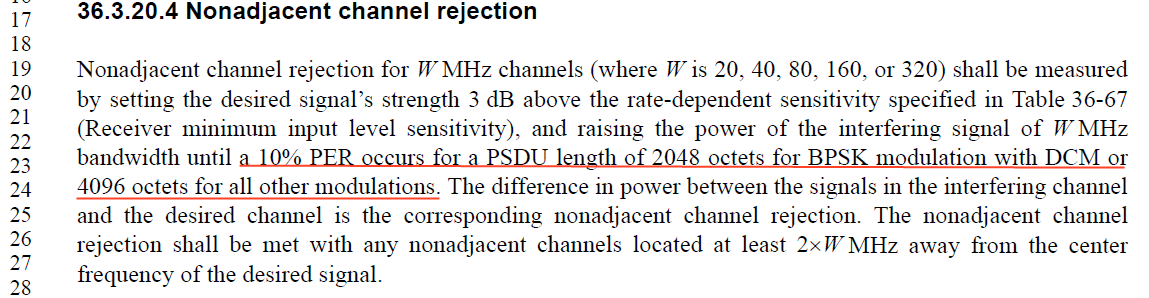 17
36.3.20.4 Nonadjacent channel rejection
18
19 Nonadjacent channel rejection for W MHz channels (where W is 20, 40, 80, 160, or 320) shall be measured
20 by setting the desired signal’s strength 3 dB above the rate-dependent sensitivity specified in Table 36-67
21 (Receiver minimum input level sensitivity), and raising the power of the interfering signal of W MHz
22 bandwidth until a 10% PER occurs for a PSDU length of 2048 octets for BPSK modulation with DCM or
23
24 4096 octets for all other modulations. The difference in power between the signals in the interfering channel
25 and the desired channel is the corresponding nonadjacent channel rejection. The nonadjacent channel
26 rejection shall be met with any nonadjacent channels located at least 2×W MHz away from the center
27 frequency of the desired signal.
28